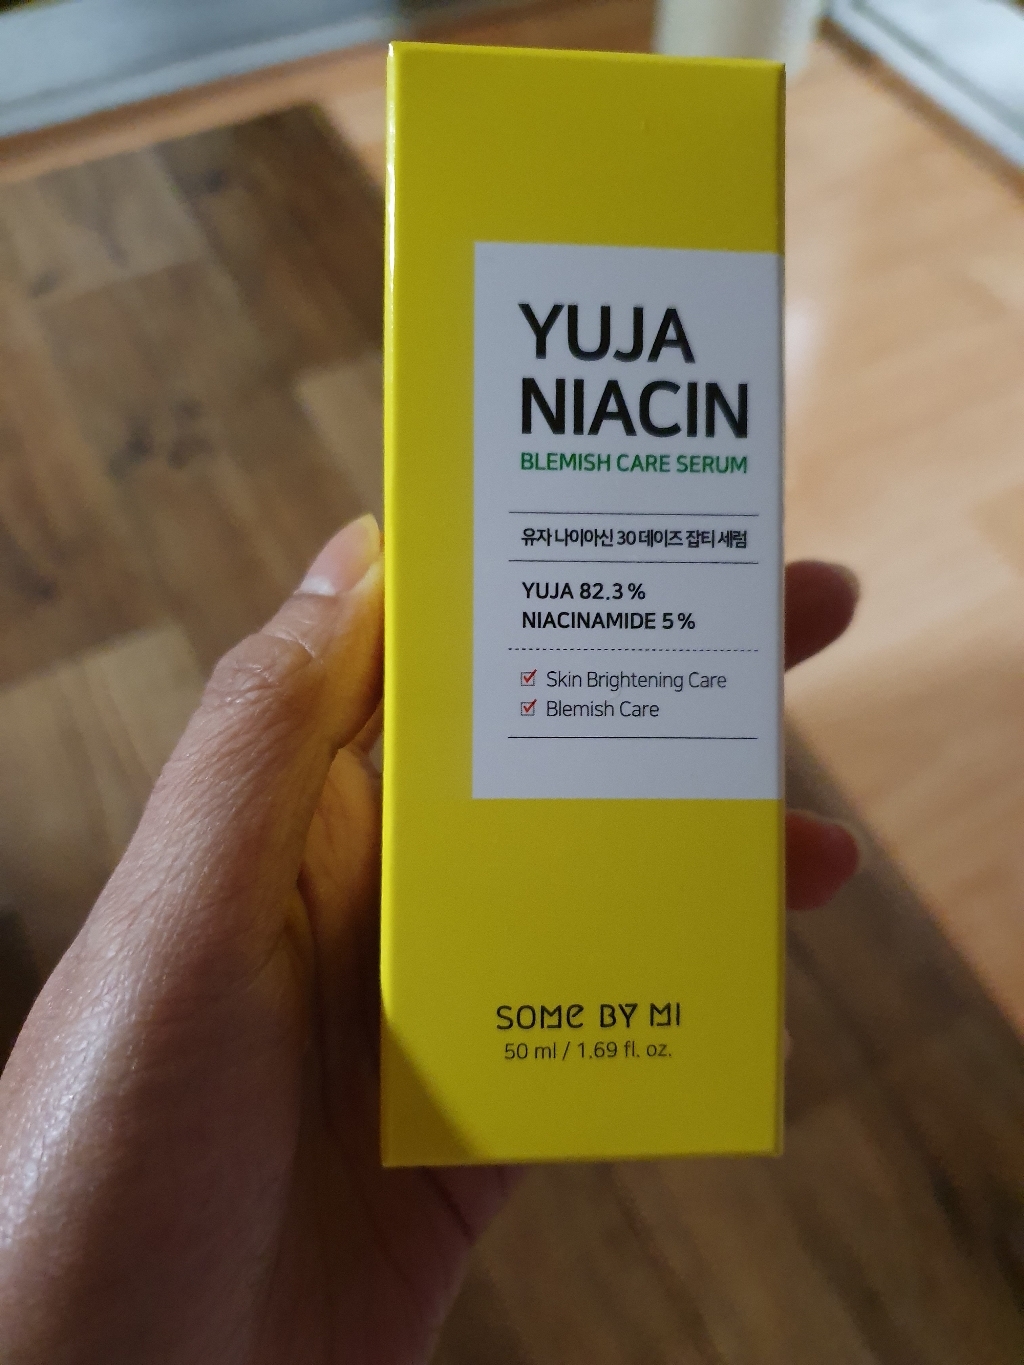 YUJA
NIACIN
BLEMISH CARE SERUM
유자 나이아신 30 데이즈 잡티 세럼
YUJA 82.3%
NIACINAMIDE 5%
Skin Brightening Care
Blemish Care
SOME BY MI
50 ml / 1.69 fl. oz.